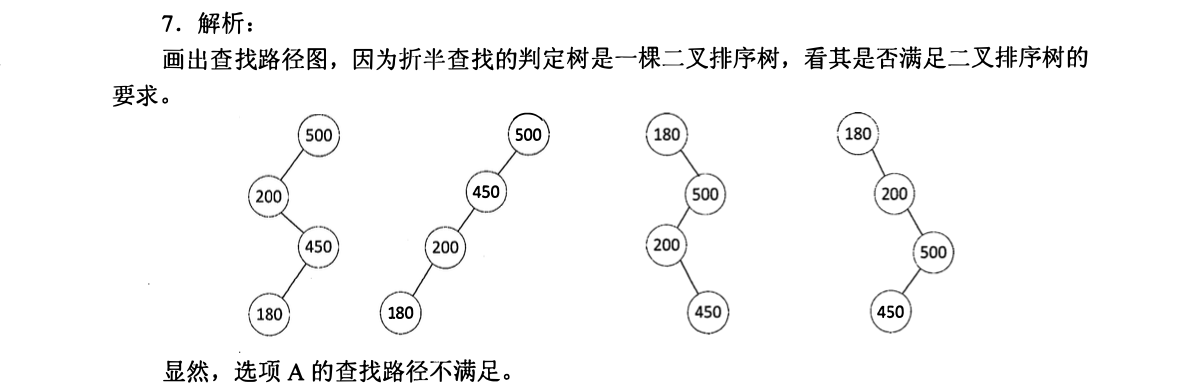 7．解析：
画出查找路径图，因为折半查找的判定树是一棵二叉排序树，看其是否满足二叉排序树的
要求。
500 500 180 180
200 450 500 200
450 200 200 500
180 180 450 450
显然，选项 A 的查找路径不满足。